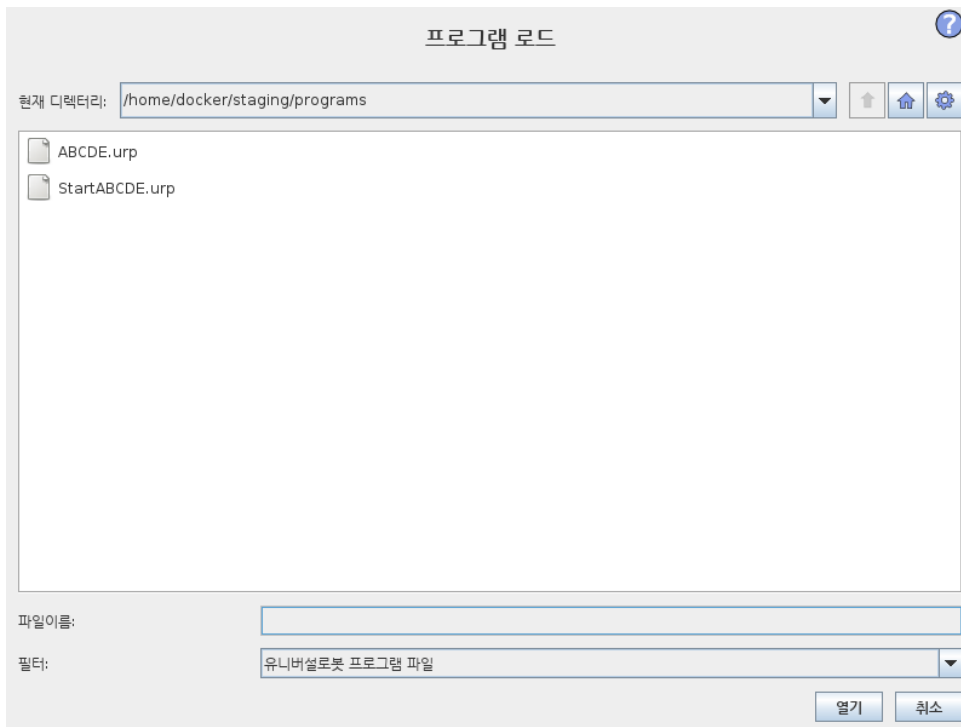 프로그램 로드
?
현재 디렉터리: /home/docker/staging/programs
ABCDE.urp
StartABCDE.urp
파일이름:
필터: 유니버설로봇 프로그램 파일
열기 취소